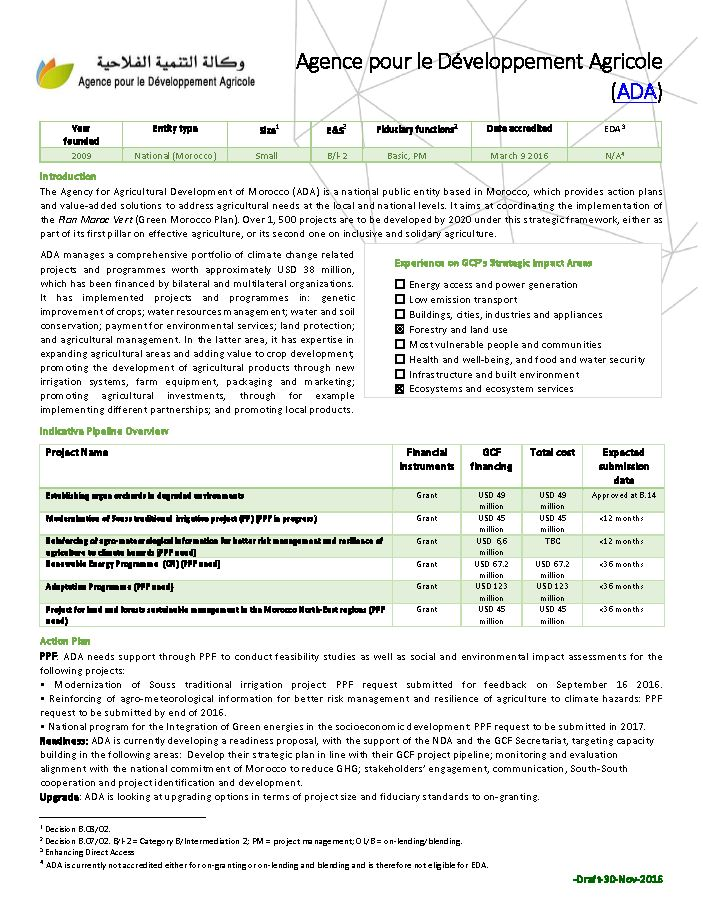 وكالة التنمية الفلاحية
Agence pour le Développement Agricole
Agence pour le Développement Agricole
(ADA)
Year founded Entity type Size1 E&S2 Fiduciary functions2 Date accredited EDA3
2009 National (Morocco) Small B/I-2 Basic, PM March 9 2016 N/A4
Introduction
The Agency for Agricultural Development of Morocco (ADA) is a national public entity based in Morocco, which provides action plans
and value-added solutions to address agricultural needs at the local and national levels. It aims at coordinating the implementation of
the Plan Maroc Vert (Green Morocco Plan). Over 1, 500 projects are to be developed by 2020 under this strategic framework, either as
part of its first pillar on effective agriculture, or its second one on inclusive and solidary agriculture.
ADA manages a comprehensive portfolio of climate change related
projects and programmes worth approximately USD 38 million,
which has been financed by bilateral and multilateral organizations.
It has implemented projects and programmes in: genetic
improvement of crops; water resources management; water and soil
conservation; payment for environmental services; land protection;
and agricultural management. In the latter area, it has expertise in
expanding agricultural areas and adding value to crop development,
promoting the development of agricultural products through new
irrigation systems, farm equipment, packaging and marketing;
promoting agricultural investments, through for example
implementing different partnerships; and promoting local products.
Experience on GCF's Strategic Impact Areas
☐ Energy access and power generation
☐ Low emission transport
☐ Buildings, cities, industries and appliances
☒ Forestry and land use
☐ Most vulnerable people and communities
☐ Health and well-being, and food and water security
☐ Infrastructure and built environment
☒ Ecosystems and ecosystem services
Indicative Pipeline Overview
Project Name Financial instruments GCF financing Total cost Expected submission date
Establishing argan orchards in degraded environments Grant USD 49 million USD 49 million Approved at B.14
Modernization of Souss traditional irrigative project (PP) (PPF in progress) Grant USD 45 million USD 45 million <12 months
Reinforcing of agro-meteorological information for better risk management and resilience of agriculture to climate hazards (PPF need) Grant USD 6,6 million TBC <12 months
Renewable Energy Programme (CN) (PPF need) Grant USD 67.2 million USD 67.2 million <36 months
Adaptation Programme (PPF need) Grant USD 123 million USD 123 million <36 months
Project for land and forests sustainable management in the Morocco North-East regions (PPF need) Grant USD 45 million USD 45 million <36 months
Action Plan
PPF: ADA needs support through PPF to conduct feasibility studies as well as social and environmental impact assessments for the
following projects:
• Modernization of Souss traditional irrigation project: PPF request submitted for feedback on September 16 2016.
• Reinforcing of agro-meteorological information for better risk management and resilience of agriculture to climate hazards: PPF
request to be submitted by end of 2016.
• National program for the Integration of Green energies in the socioeconomic development: PPF request to be submitted in 2017.
Readiness: ADA is currently developing a readiness proposal, with the support of the NDA and the GCF Secretariat, targeting capacity
building in the following areas: Develop their strategic plan in line with their GCF project pipeline; monitoring and evaluation
alignment with the national commitment of Morocco to reduce GHG; stakeholders' engagement, communication, South-South
cooperation and project identification and development.
Upgrade: ADA is looking at upgrading options in terms of project size and fiduciary standards to on-granting.
1 Decision B.08/02.
2 Decision B.07/02. B/I-2 = Category B/Intermediation 2; PM = project management; OL/B = on-lending/blending.
3 Enhancing Direct Access
4 ADA is currently not accredited either for on-granting or on-lending and blending and is therefore not eligible for EDA.
-Draft-30-Nov-2016